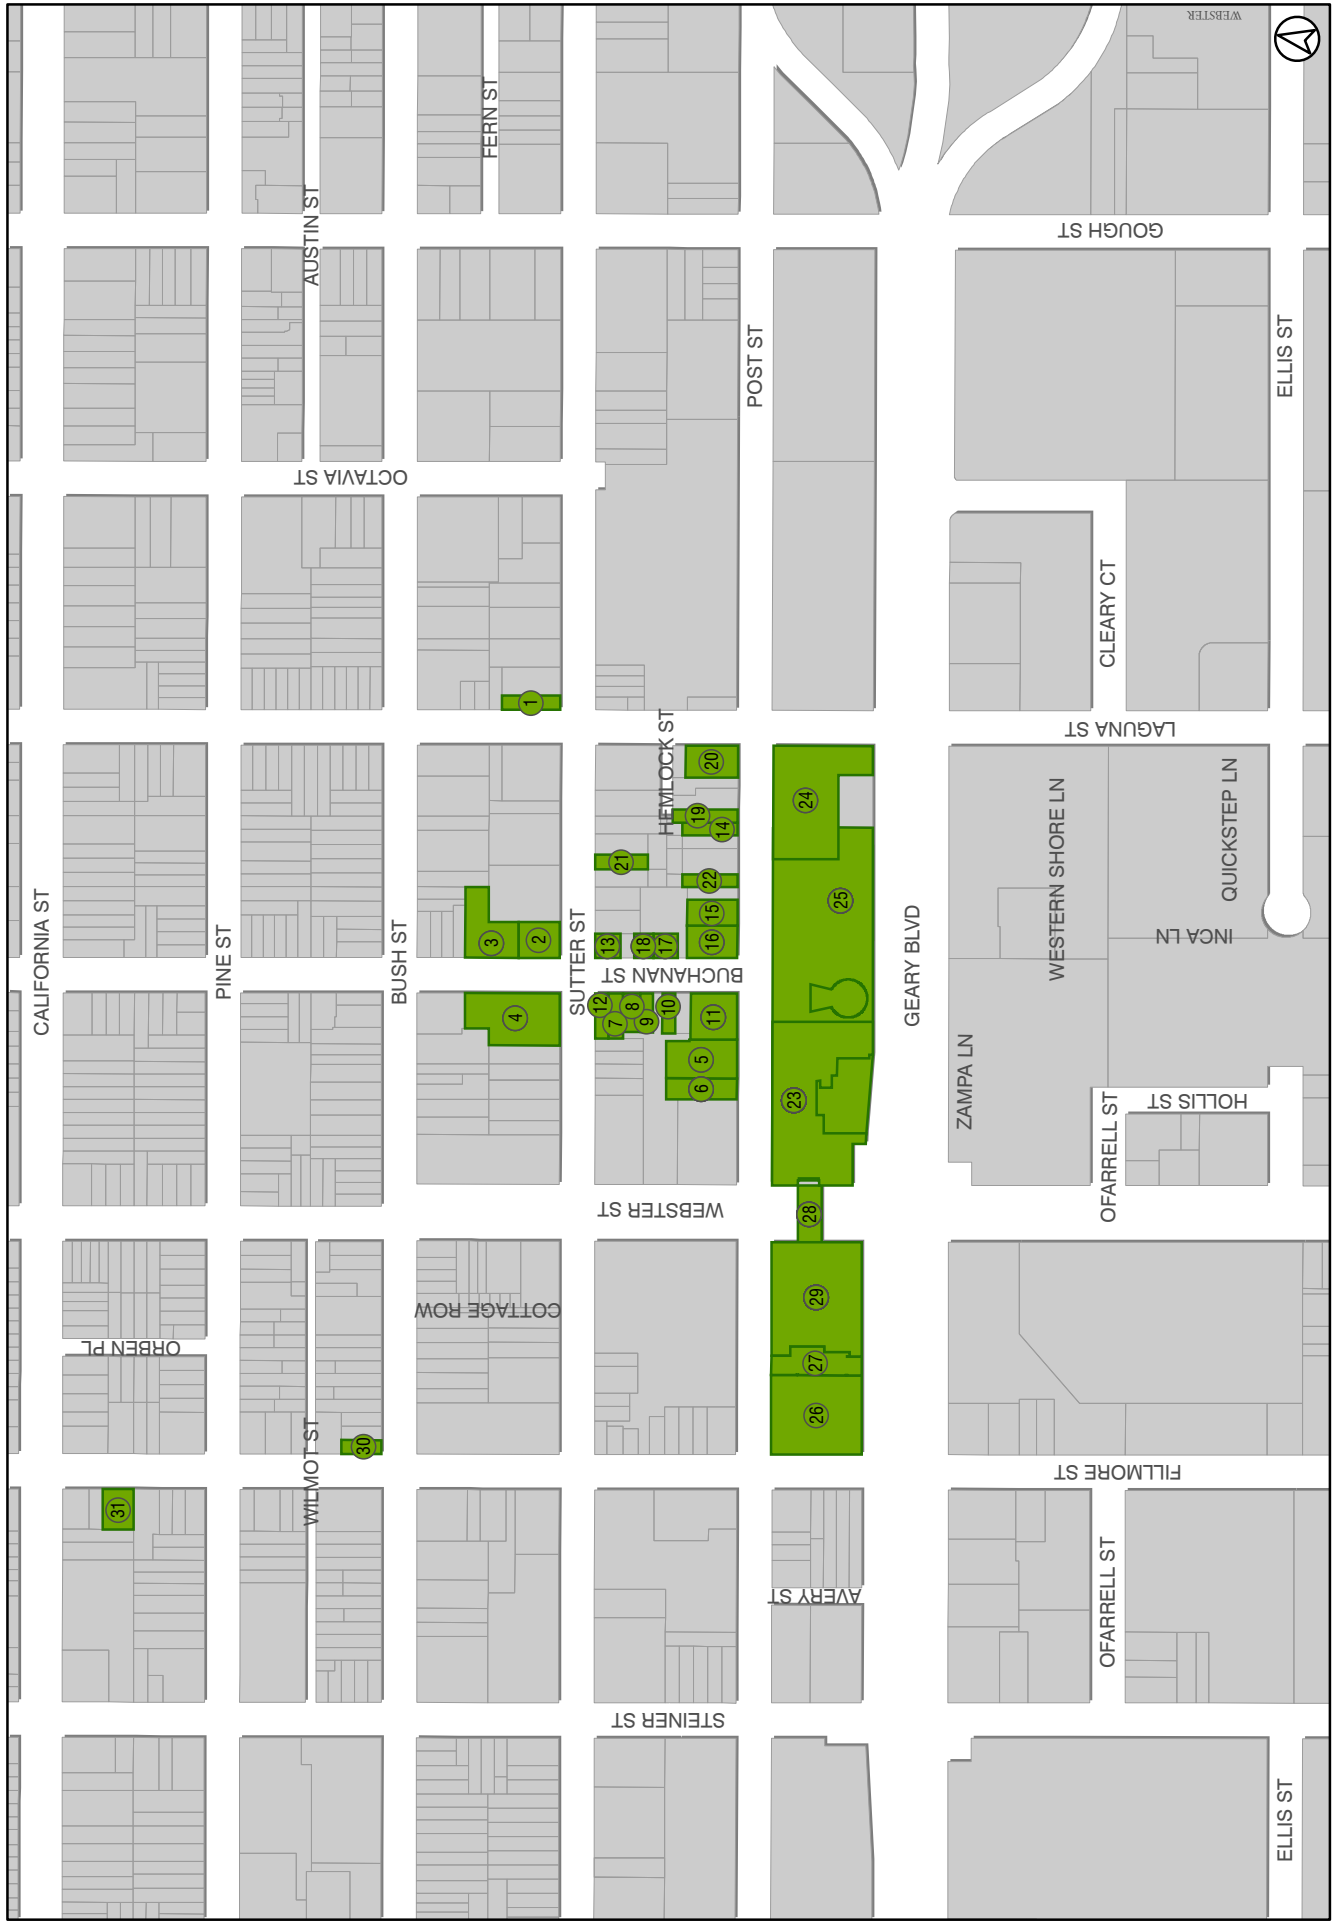 WEBSTER
FERN ST
AUSTIN ST
GOUGH ST
POST ST
ELLIS ST
OCTAVIA ST
CLEARY CT
1
LAGUNA ST
HEMLOCK ST
20
24
19
14
21
22
25
15
16
13
18
17
3
2
QUICKSTEP LN
WESTERN SHORE LN
INCA LN
CALIFORNIA ST
PINE ST
BUSH ST
SUTTER ST
BUCHANAN ST
GEARY BLVD
4
12
7
8
9
10
11
5
6
23
ZAMPA LN
OFARRELL ST
HOLLIS ST
WEBSTER ST
28
29
COTTAGE ROW
ORBEN PL
27
26
WILMOT ST
30
FILLMORE ST
31
AVERY ST
OFARRELL ST
STEINER ST
ELLIS ST